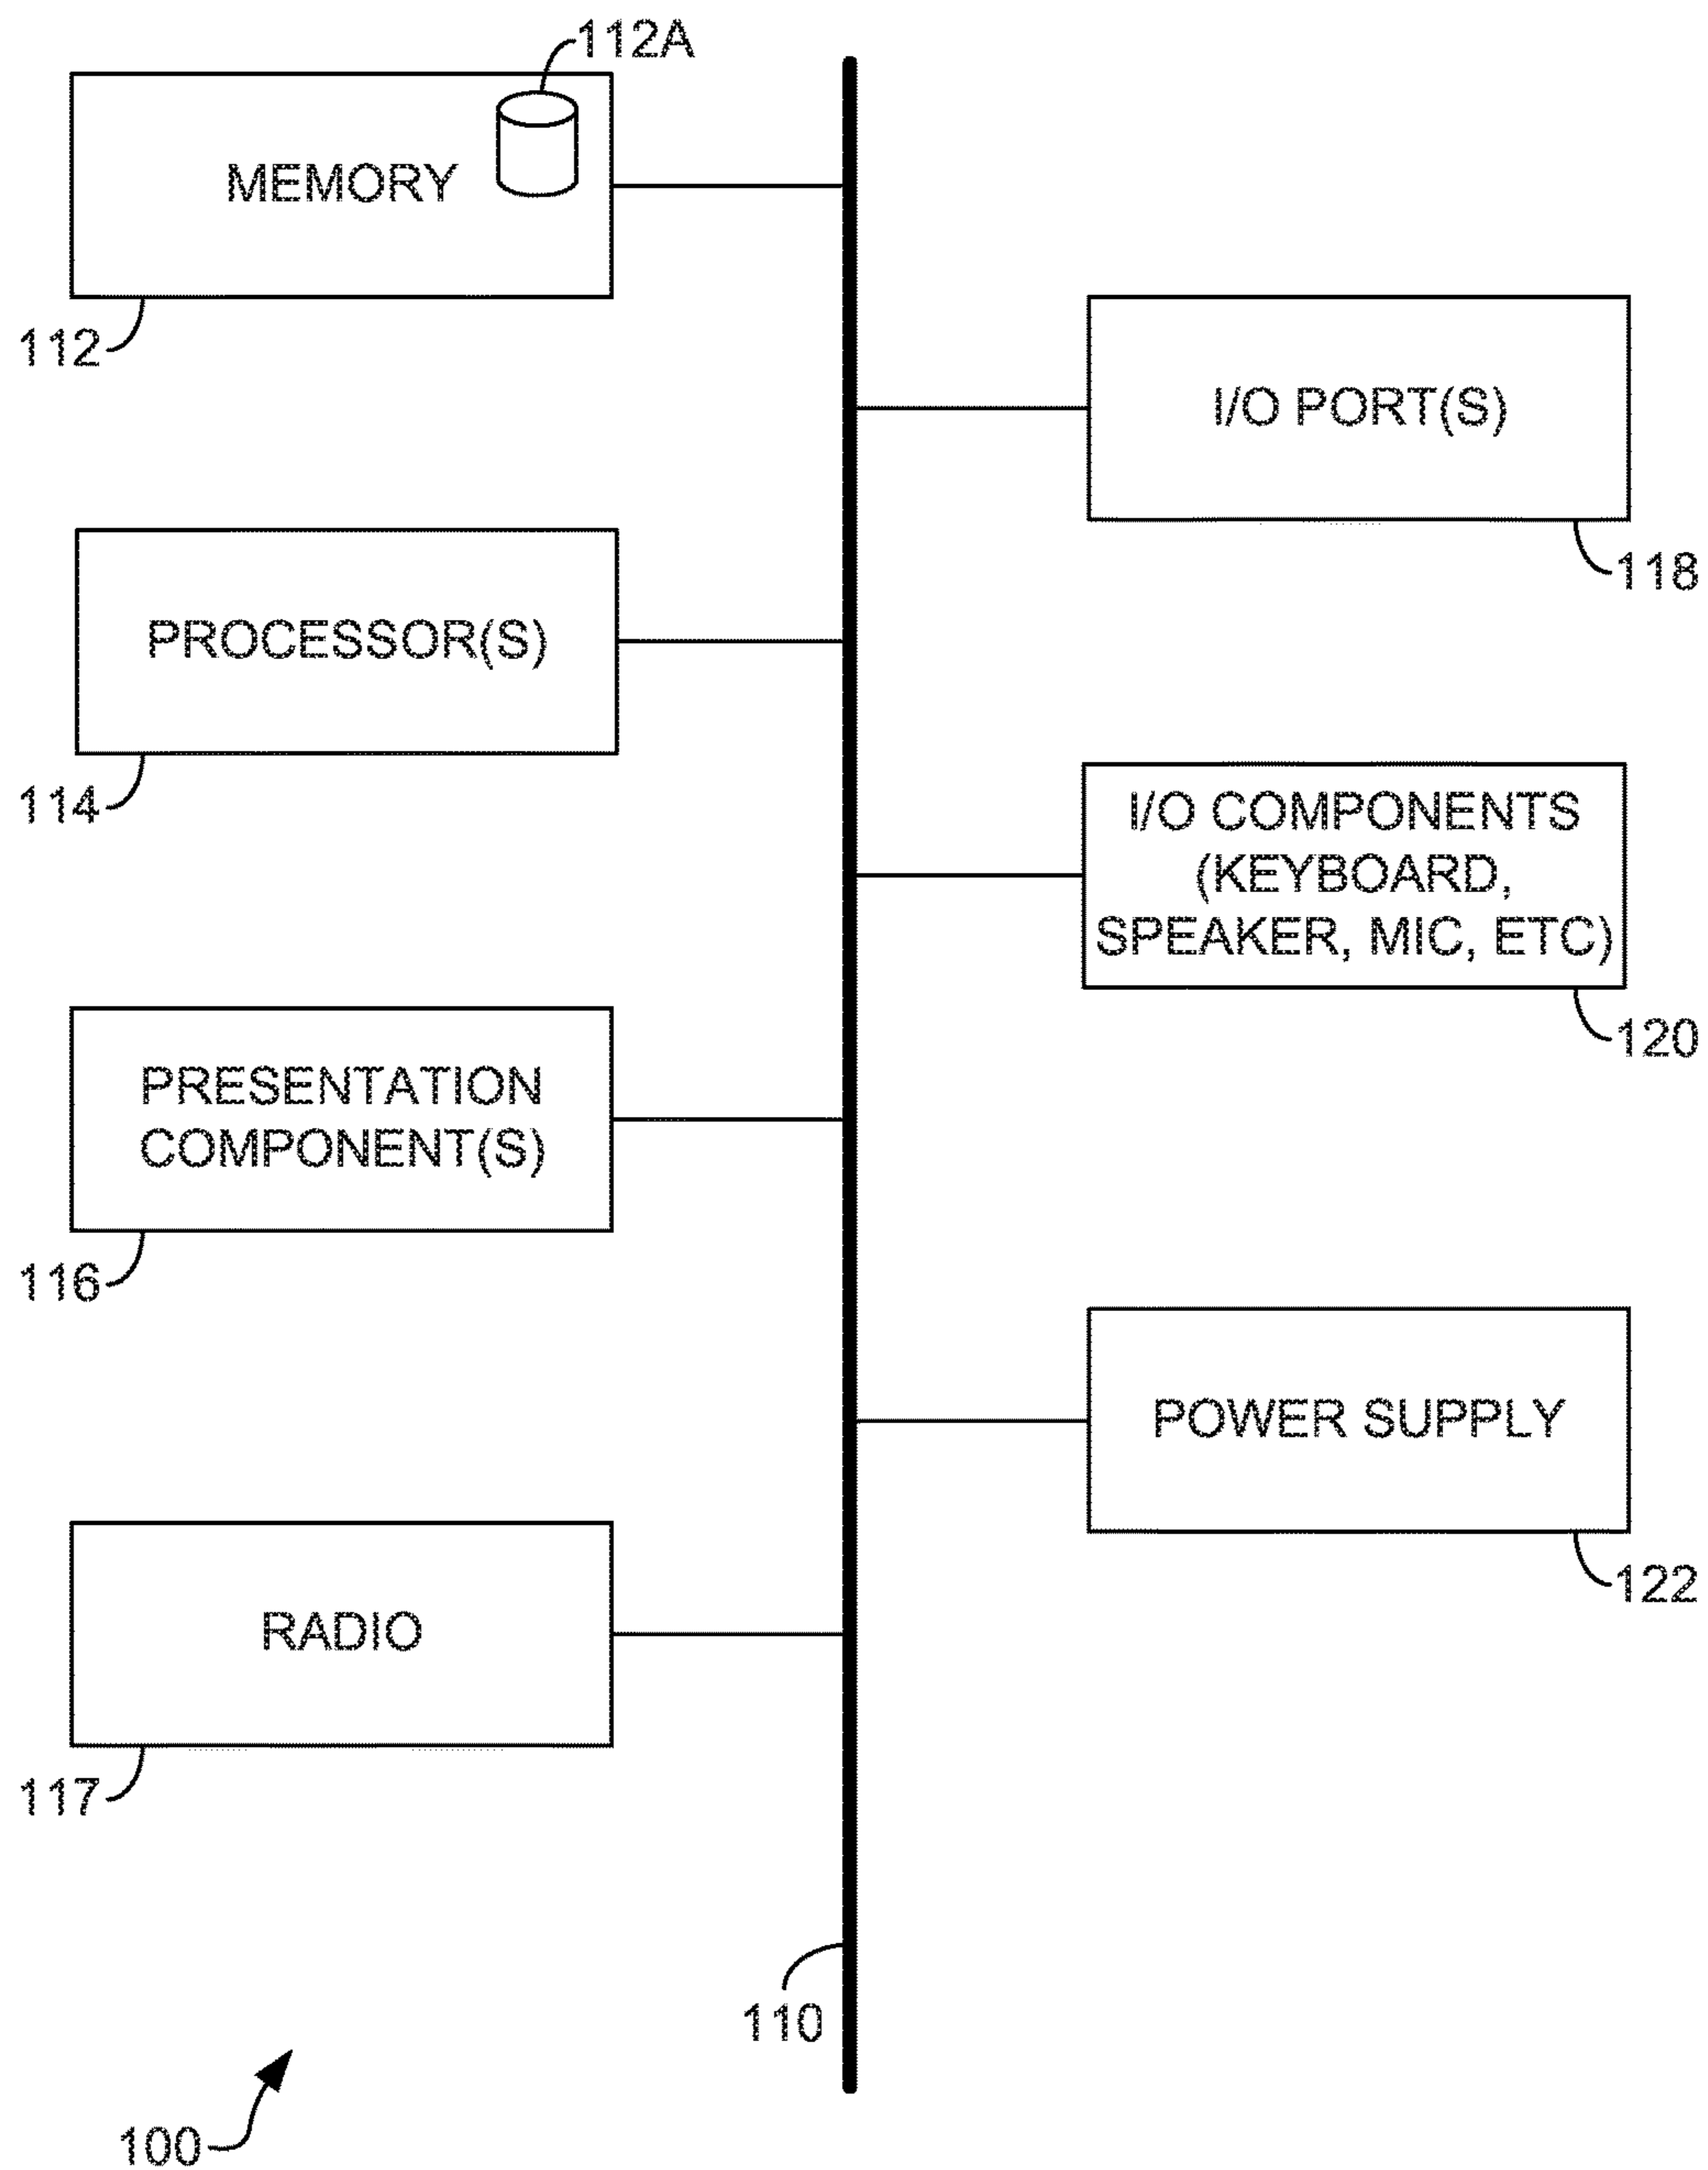 112A
MEMORY
112
I/O PORT(S)
118
PROCESSOR(S)
114
I/O COMPONENTS
(KEYBOARD,
SPEAKER, MIC, ETC)
120
PRESENTATION
COMPONENT(S)
116
POWER SUPPLY
122
RADIO
117
110
100